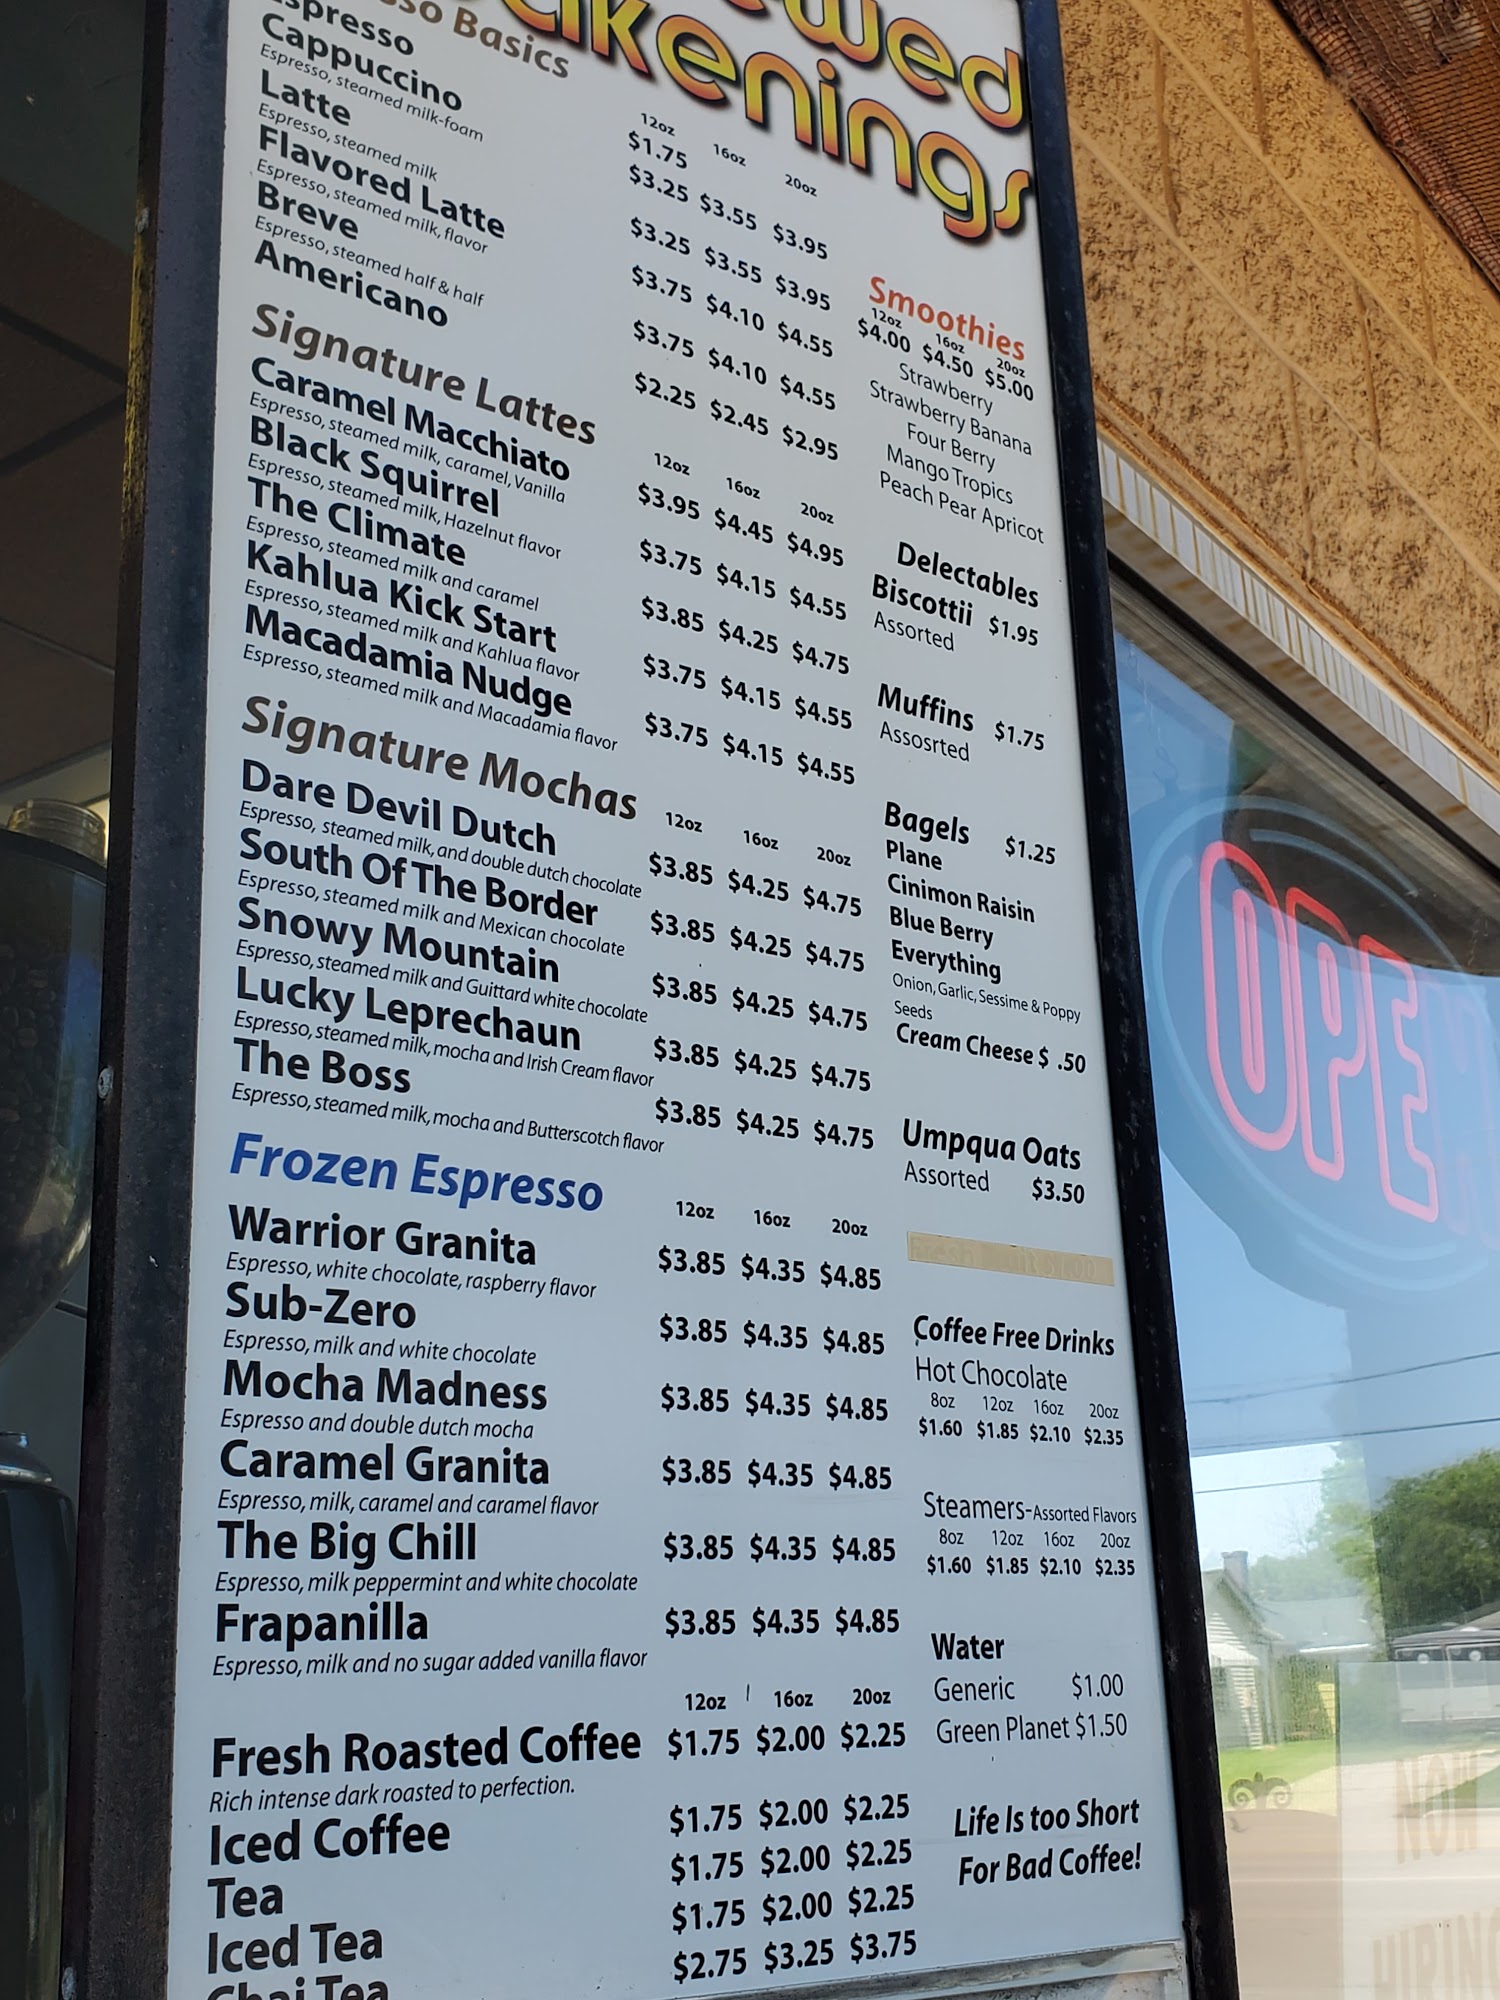 Basics
Espresso
Cappuccino
Espresso, steamed milk-foam
Latte
Espresso, steamed milk
Flavored Latte
Espresso, steamed milk, flavor
Breve
Espresso, steamed half & half
Americano
12oz 16oz 20oz
$1.75
$3.25 $3.55 $3.95
$3.25 $3.55 $3.95
$3.75 $4.10 $4.55
$3.75 $4.10 $4.55
$2.25 $2.45 $2.95
Signature Lattes
12oz 16oz 20oz
Caramel Macchiato $3.95 $4.45 $4.95
Espresso, steamed milk, caramel, Vanilla
Black Squirrel $3.75 $4.15 $4.55
Espresso, steamed milk, Hazelnut flavor
The Climate $3.85 $4.25 $4.75
Espresso, steamed milk and caramel
Kahlua Kick Start $3.75 $4.15 $4.55
Espresso, steamed milk and Kahlua flavor
Macadamia Nudge $3.75 $4.15 $4.55
Espresso, steamed milk and Macadamia flavor
Signature Mochas
12oz 16oz 20oz
Dare Devil Dutch $3.85 $4.25 $4.75
Espresso, steamed milk, and double dutch chocolate
South Of The Border $3.85 $4.25 $4.75
Espresso, steamed milk and Mexican chocolate
Snowy Mountain $3.85 $4.25 $4.75
Espresso, steamed milk and Guittard white chocolate
Lucky Leprechaun $3.85 $4.25 $4.75
Espresso, steamed milk, mocha and Irish Cream flavor
The Boss $3.85 $4.25 $4.75
Espresso, steamed milk, mocha and Butterscotch flavor
Frozen Espresso
12oz 16oz 20oz
Warrior Granita $3.85 $4.35 $4.85
Espresso, white chocolate, raspberry flavor
Sub-Zero $3.85 $4.35 $4.85
Espresso, milk and white chocolate
Mocha Madness $3.85 $4.35 $4.85
Espresso and double dutch mocha
Caramel Granita $3.85 $4.35 $4.85
Espresso, milk, caramel and caramel flavor
The Big Chill $3.85 $4.35 $4.85
Espresso, milk peppermint and white chocolate
Frapanilla $3.85 $4.35 $4.85
Espresso, milk and no sugar added vanilla flavor
12oz 16oz 20oz
Fresh Roasted Coffee $1.75 $2.00 $2.25
Rich intense dark roasted to perfection.
Iced Coffee $1.75 $2.00 $2.25
Tea $1.75 $2.00 $2.25
Iced Tea $1.75 $2.00 $2.25
Chai Tea $2.75 $3.25 $3.75
Smoothies
12oz 16oz 20oz
$4.00 $4.50 $5.00
Strawberry
Strawberry Banana
Four Berry
Mango Tropics
Peach Pear Apricot
Delectables
Biscottii $1.95
Assorted
Muffins $1.75
Assosrted
Bagels $1.25
Plane
Cinimon Raisin
Blue Berry
Everything
Onion, Garlic, Sessime & Poppy
Seeds
Cream Cheese $ .50
Umpqua Oats
Assorted $3.50
Coffee Free Drinks
Hot Chocolate
8oz 12oz 16oz 20oz
$1.60 $1.85 $2.10 $2.35
Steamers-Assorted Flavors
8oz 12oz 16oz 20oz
$1.60 $1.85 $2.10 $2.35
Water
Generic $1.00
Green Planet $1.50
Life Is too Short
For Bad Coffee!
OPEN
NOW
HIRING